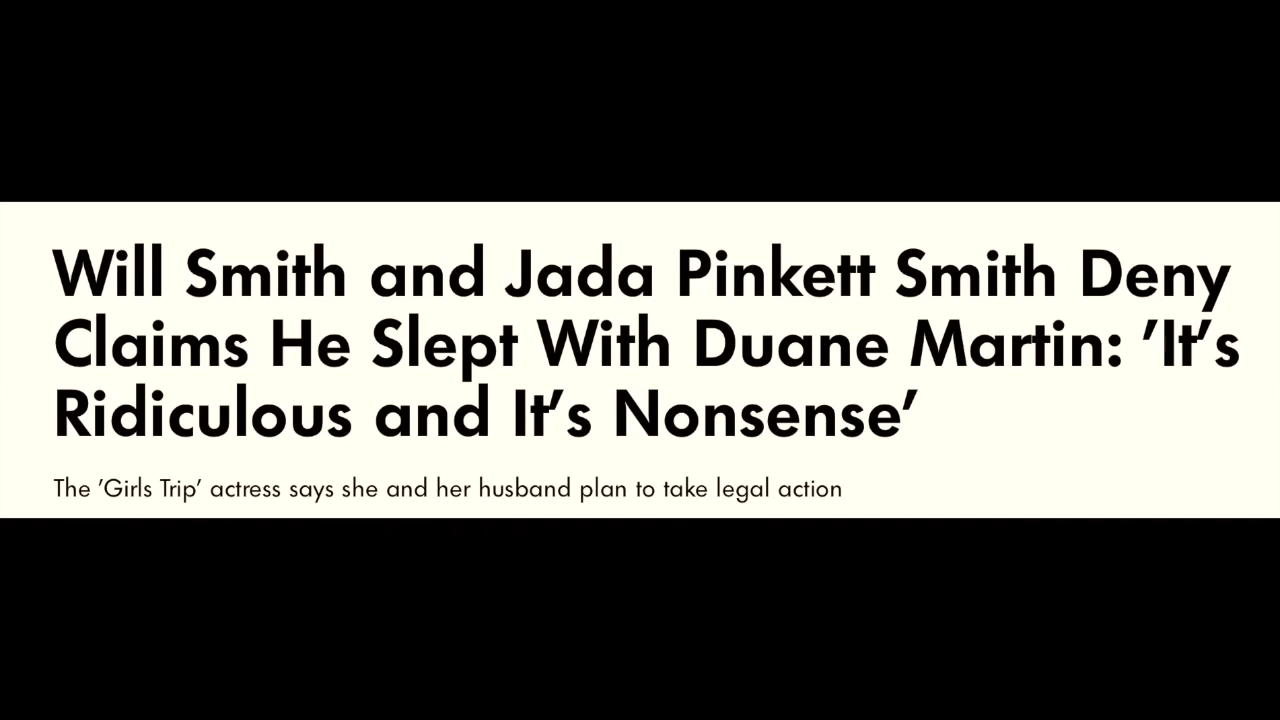 Will Smith and Jada Pinkett Smith Deny
Claims He Slept With Duane Martin: ’It’s
Ridiculous and It’s Nonsense’
The ’Girls Trip’ actress says she and her husband plan to take legal action